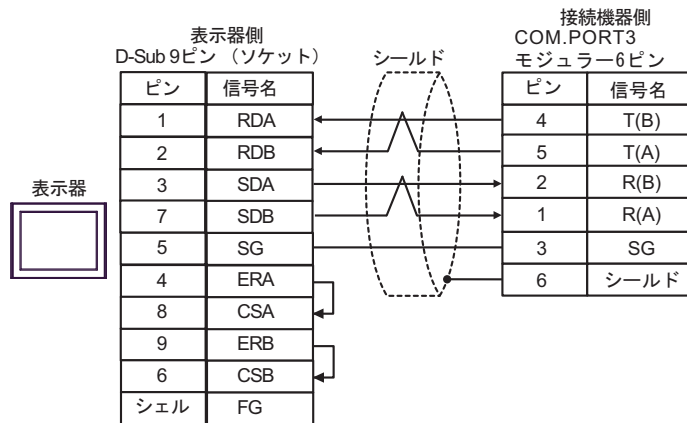 接続機器側
表示器側 COM.PORT3
D-Sub 9ピン （ソケット） シールド モジュラー6ピン
ピン 信号名 ピン 信号名
1 RDA 4 T(B)
2 RDB 5 T(A)
表示器 3 SDA 2 R(B)
7 SDB 1 R(A)
5 SG 3 SG
4 ERA 6 シールド
8 CSA
9 ERB
6 CSB
シェル FG